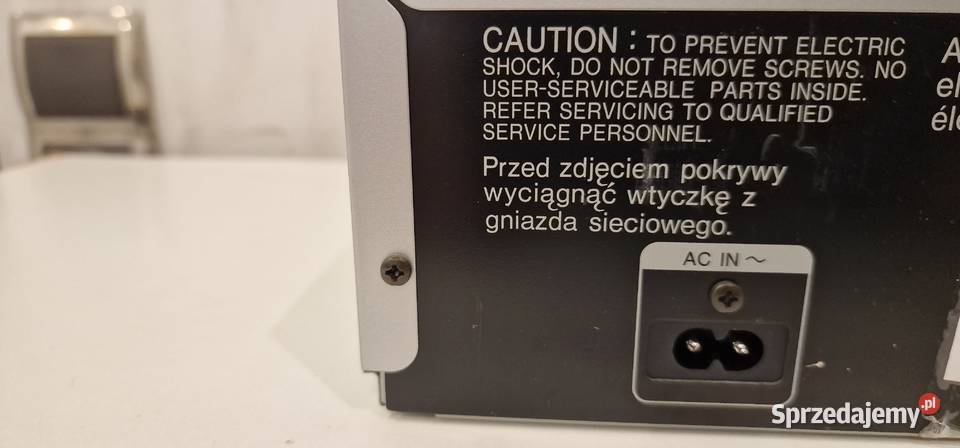 CAUTION : TO PREVENT ELECTRIC
SHOCK, DO NOT REMOVE SCREWS. NO
USER-SERVICEABLE PARTS INSIDE.
REFER SERVICING TO QUALIFIED
SERVICE PERSONNEL.
Przed zdjęciem pokrywy
wyciągnąć wtyczkę z
gniazda sieciowego.
AC IN ~
Sprzedajemy.pl